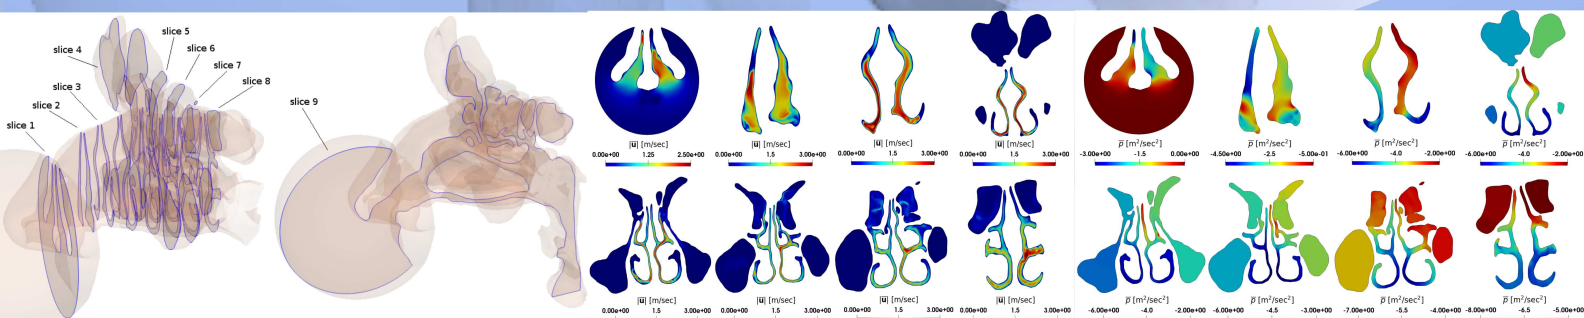 slice 5
slice 4
slice 6
slice 7
slice 3
slice 8
slice 2
slice 1
slice 9
|u| [m/sec]
0.00e+00 1.25 2.50e+00
|u| [m/sec]
0.00e+00 1.5 3.00e+00
|u| [m/sec]
0.00e+00 1.5 3.00e+00
|u| [m/sec]
0.00e+00 1.5 3.00e+00
p [m²/sec²]
-3.00e+00 -1.5 0.00e+00
p [m²/sec²]
-4.50e+00 -2.5 -5.00e-01
p [m²/sec²]
-6.00e+00 -4.0 -2.00e+00
p [m²/sec²]
-6.00e+00 -4.0 -2.00e+00
|u| [m/sec]
0.00e+00 1.5 3.00e+00
|u| [m/sec]
0.00e+00 1.5 3.00e+00
|u| [m/sec]
0.00e+00 1.5 3.00e+00
|u| [m/sec]
0.00e+00 1.5 3.00e+00
p [m²/sec²]
-6.00e+00 -4.0 -2.00e+00
p [m²/sec²]
-6.00e+00 -4.5 -3.00e+00
p [m²/sec²]
-7.00e+00 -5.5 -4.00e+00
p [m²/sec²]
-8.00e+00 -6.5 -5.00e+00